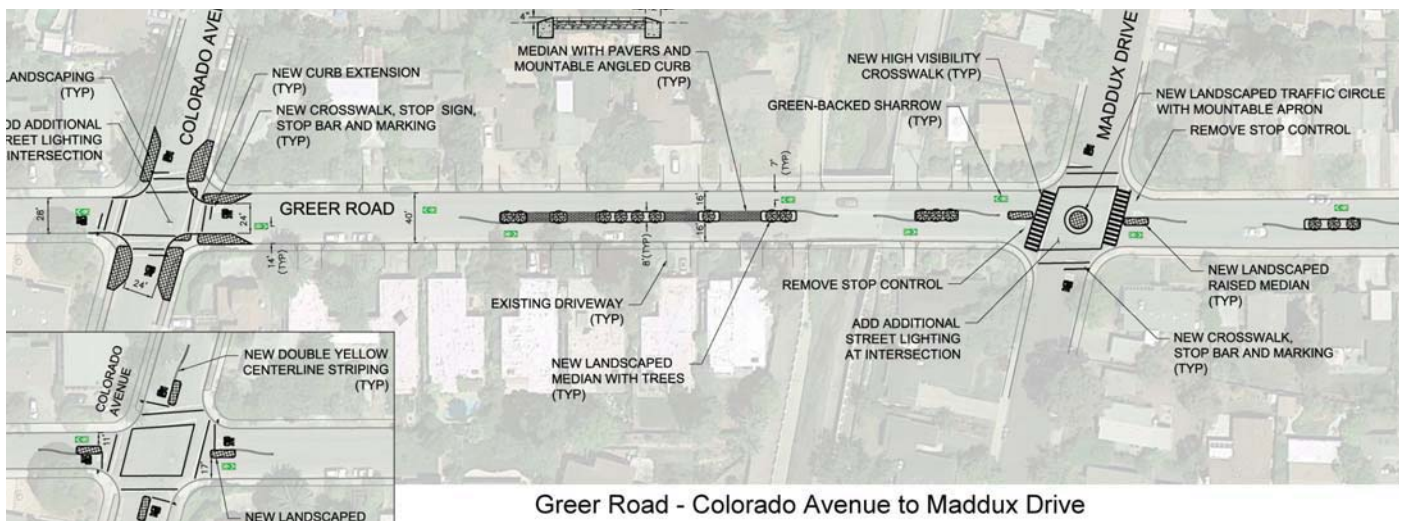 4"
COLORADO AVE
LANDSCAPING
(TYP)
DD ADDITIONAL
REET LIGHTING
INTERSECTION
NEW CURB EXTENSION
(TYP)
NEW CROSSWALK, STOP SIGN,
STOP BAR AND MARKING
(TYP)
MEDIAN WITH PAVERS AND
MOUNTABLE ANGLED CURB
(TYP)
NEW HIGH VISIBILITY
CROSSWALK (TYP)
GREEN-BACKED SHARROW
(TYP)
MADDUX DRIVE
NEW LANDSCAPED TRAFFIC CIRCLE
WITH MOUNTABLE APRON
REMOVE STOP CONTROL
28'
24'
GREER ROAD
40'
16'
16'
7'
(TYP)
8'(TYP)
14'
(TYP)
24'
EXISTING DRIVEWAY
(TYP)
NEW LANDSCAPED
MEDIAN WITH TREES
(TYP)
REMOVE STOP CONTROL
ADD ADDITIONAL
STREET LIGHTING
AT INTERSECTION
NEW LANDSCAPED
RAISED MEDIAN
(TYP)
NEW CROSSWALK,
STOP BAR AND MARKING
(TYP)
COLORADO
AVENUE
NEW DOUBLE YELLOW
CENTERLINE STRIPING
(TYP)
11'
17'
NEW LANDSCAPED
Greer Road - Colorado Avenue to Maddux Drive